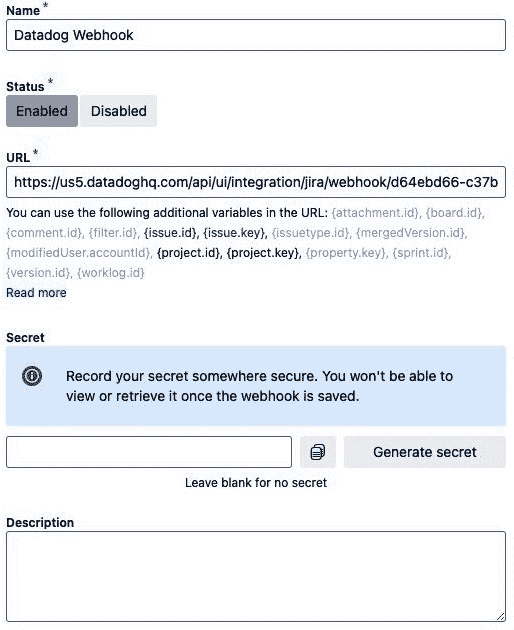 Name *
Datadog Webhook
Status *
Enabled Disabled
URL *
https://us5.datadoghq.com/api/ui/integration/jira/webhook/d64ebd66-c37b
You can use the following additional variables in the URL: {attachment.id}, {board.id},
{comment.id}, {filter.id}, {issue.id}, {issue.key}, {issuetype.id}, {mergedVersion.id},
{modifiedUser.accountId}, {project.id}, {project.key}, {property.key}, {sprint.id},
{version.id}, {worklog.id}
Read more
Secret
Record your secret somewhere secure. You won't be able to
view or retrieve it once the webhook is saved.
Generate secret
Leave blank for no secret
Description